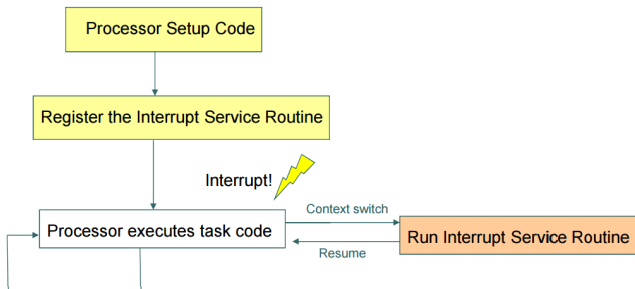 Processor Setup Code
Register the Interrupt Service Routine
Interrupt!
Context switch
Processor executes task code
Run Interrupt Service Routine
Resume